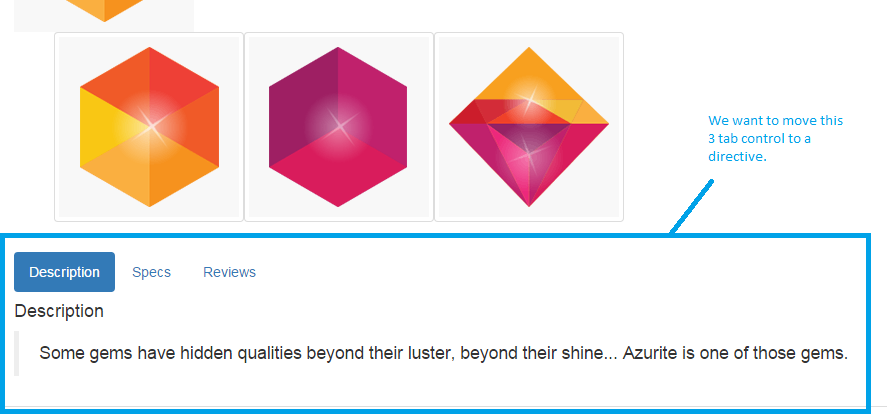 We want to move this
3 tab control to a
directive.
Description Specs Reviews
Description
Some gems have hidden qualities beyond their luster, beyond their shine... Azurite is one of those gems.